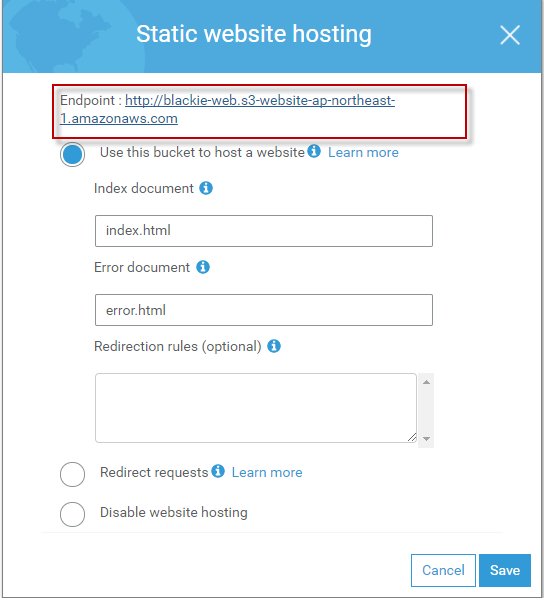 Static website hosting
Endpoint : http://blackie-web.s3-website-ap-northeast-
1.amazonaws.com
Use this bucket to host a website Learn more
Index document
index.html
Error document
error.html
Redirection rules (optional)
Redirect requests Learn more
Disable website hosting
Cancel Save